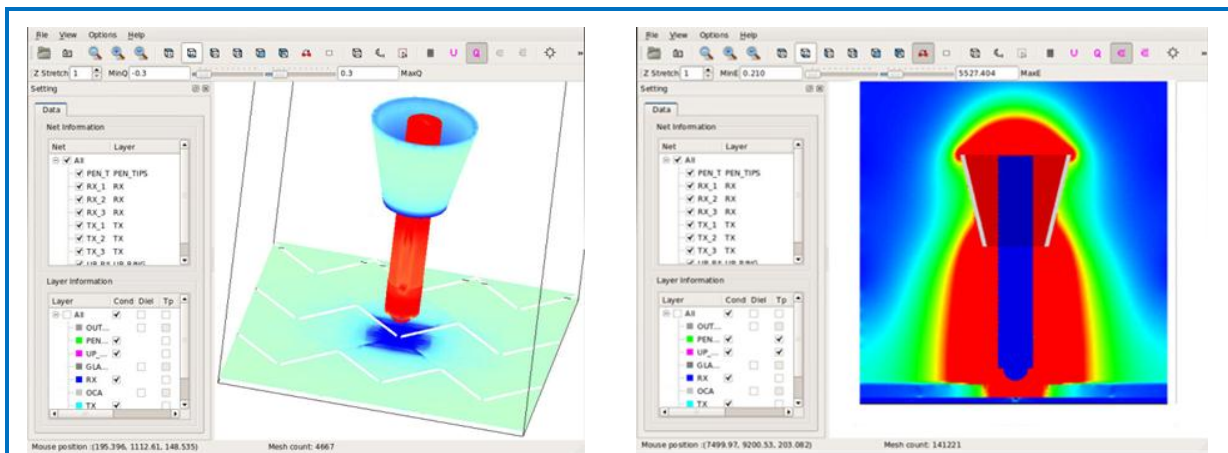 File View Options Help
Z Stretch 1 MinQ -0.3 0.3 MaxQ
Setting
Data
Net Information
Net Layer
All
PEN_T PEN_TIPS
RX_1 RX
RX_2 RX
RX_3 RX
TX_1 TX
TX_2 TX
TX_3 TX
Layer Information
Layer Cond Diel Tp
All
OUT...
PEN...
UP_...
GLA...
RX
OCA
TX
Mouse position :(195.396, 1112.61, 148.535) Mesh count: 4667
File View Options Help
Z Stretch 1 MinE 0.210 5527.404 MaxE
Setting
Data
Net Information
Net Layer
All
PEN_T PEN_TIPS
RX_1 RX
RX_2 RX
RX_3 RX
TX_1 TX
TX_2 TX
TX_3 TX
Layer Information
Layer Cond Diel Tp
All
OUT...
PEN...
UP_...
GLA...
RX
OCA
TX
Mouse position :(7499.97, 9200.53, 203.082) Mesh count: 141221